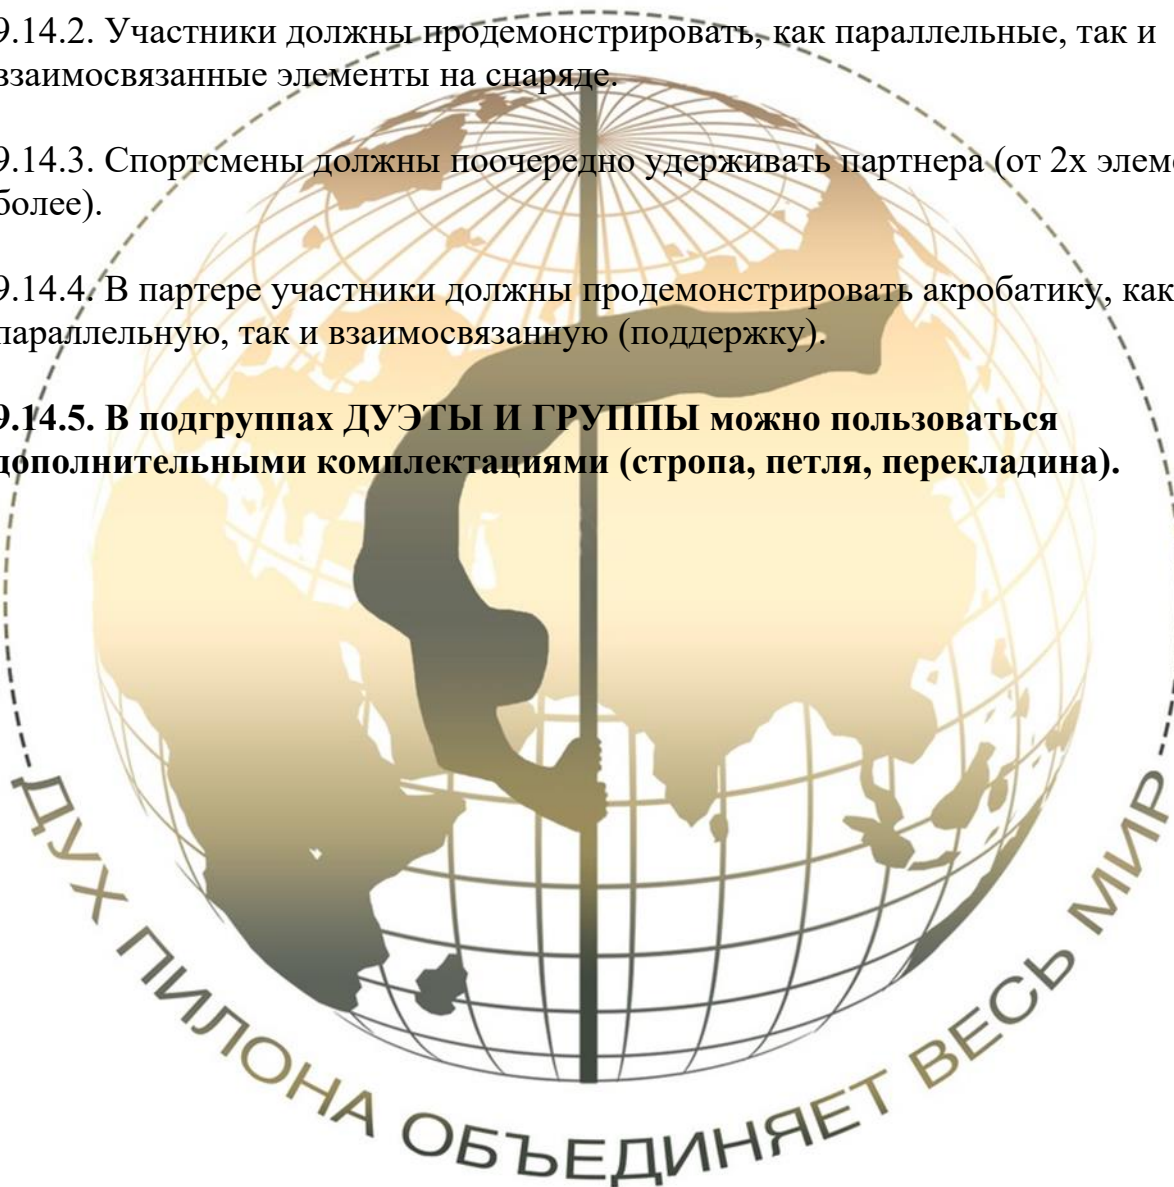 9.14.2. Участники должны продемонстрировать, как параллельные, так и
взаимосвязанные элементы на снаряде.
9.14.3. Спортсмены должны поочередно удерживать партнера (от 2х
более).
9.14.4. В партере участники должны продемонстрировать акробатику, как
параллельную, так и взаимосвязанную (поддержку).
9.14.5. В подгруппах ДУЭТЫ И ГРУППЫ можно пользоваться
дополнительными комплектациями (стропа, петля, перекладина).
ДУХ ПИЛОНА ОБЪЕДИНЯЕТ ВЕСЬ МИР